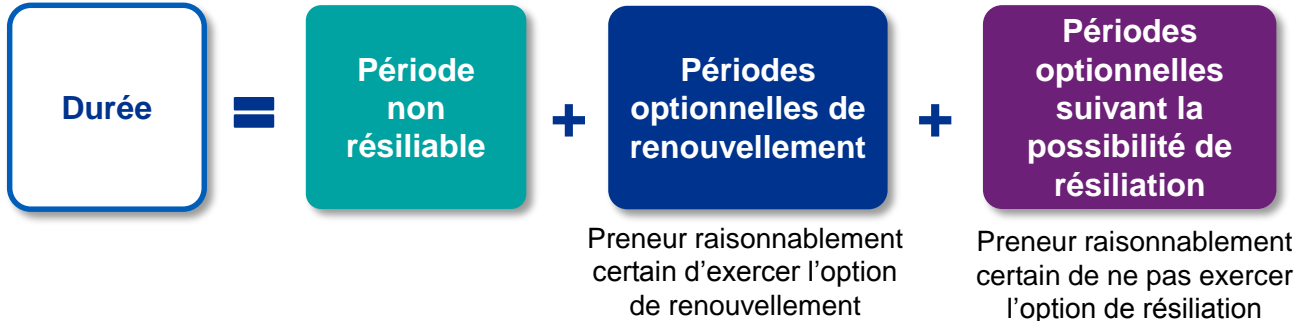 Durée
=
Période
non
résiliable
+
Périodes
optionnelles de
renouvellement
+
Périodes
optionnelles
suivant la
possibilité de
résiliation
Preneur raisonnablement
certain d’exercer l’option
de renouvellement
Preneur raisonnablement
certain de ne pas exercer
l’option de résiliation